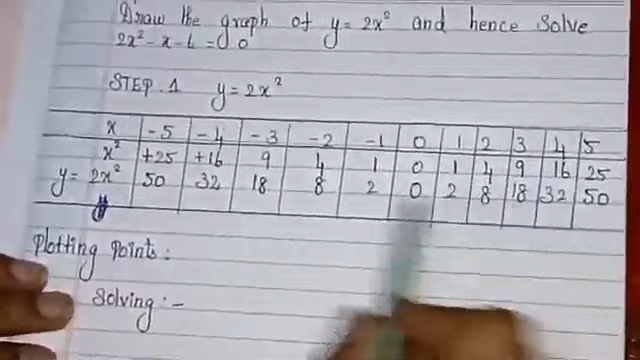 Draw the graph of y = 2x² and hence solve
2x² - x - 6 = 0
STEP 1 y = 2x²
x -5 -4 -3 -2 -1 0 1 2 3 4 5
x² +25 +16 9 4 1 0 1 4 9 16 25
y = 2x² 50 32 18 8 2 0 2 8 18 32 50
Plotting Points:
Solving:-